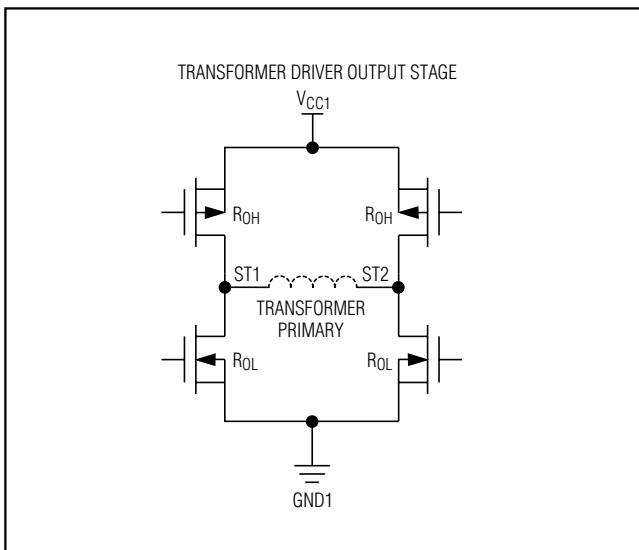 TRANSFORMER DRIVER OUTPUT STAGE
VCC1
ROH
ROH
ST1
ST2
TRANSFORMER
PRIMARY
ROL
ROL
GND1